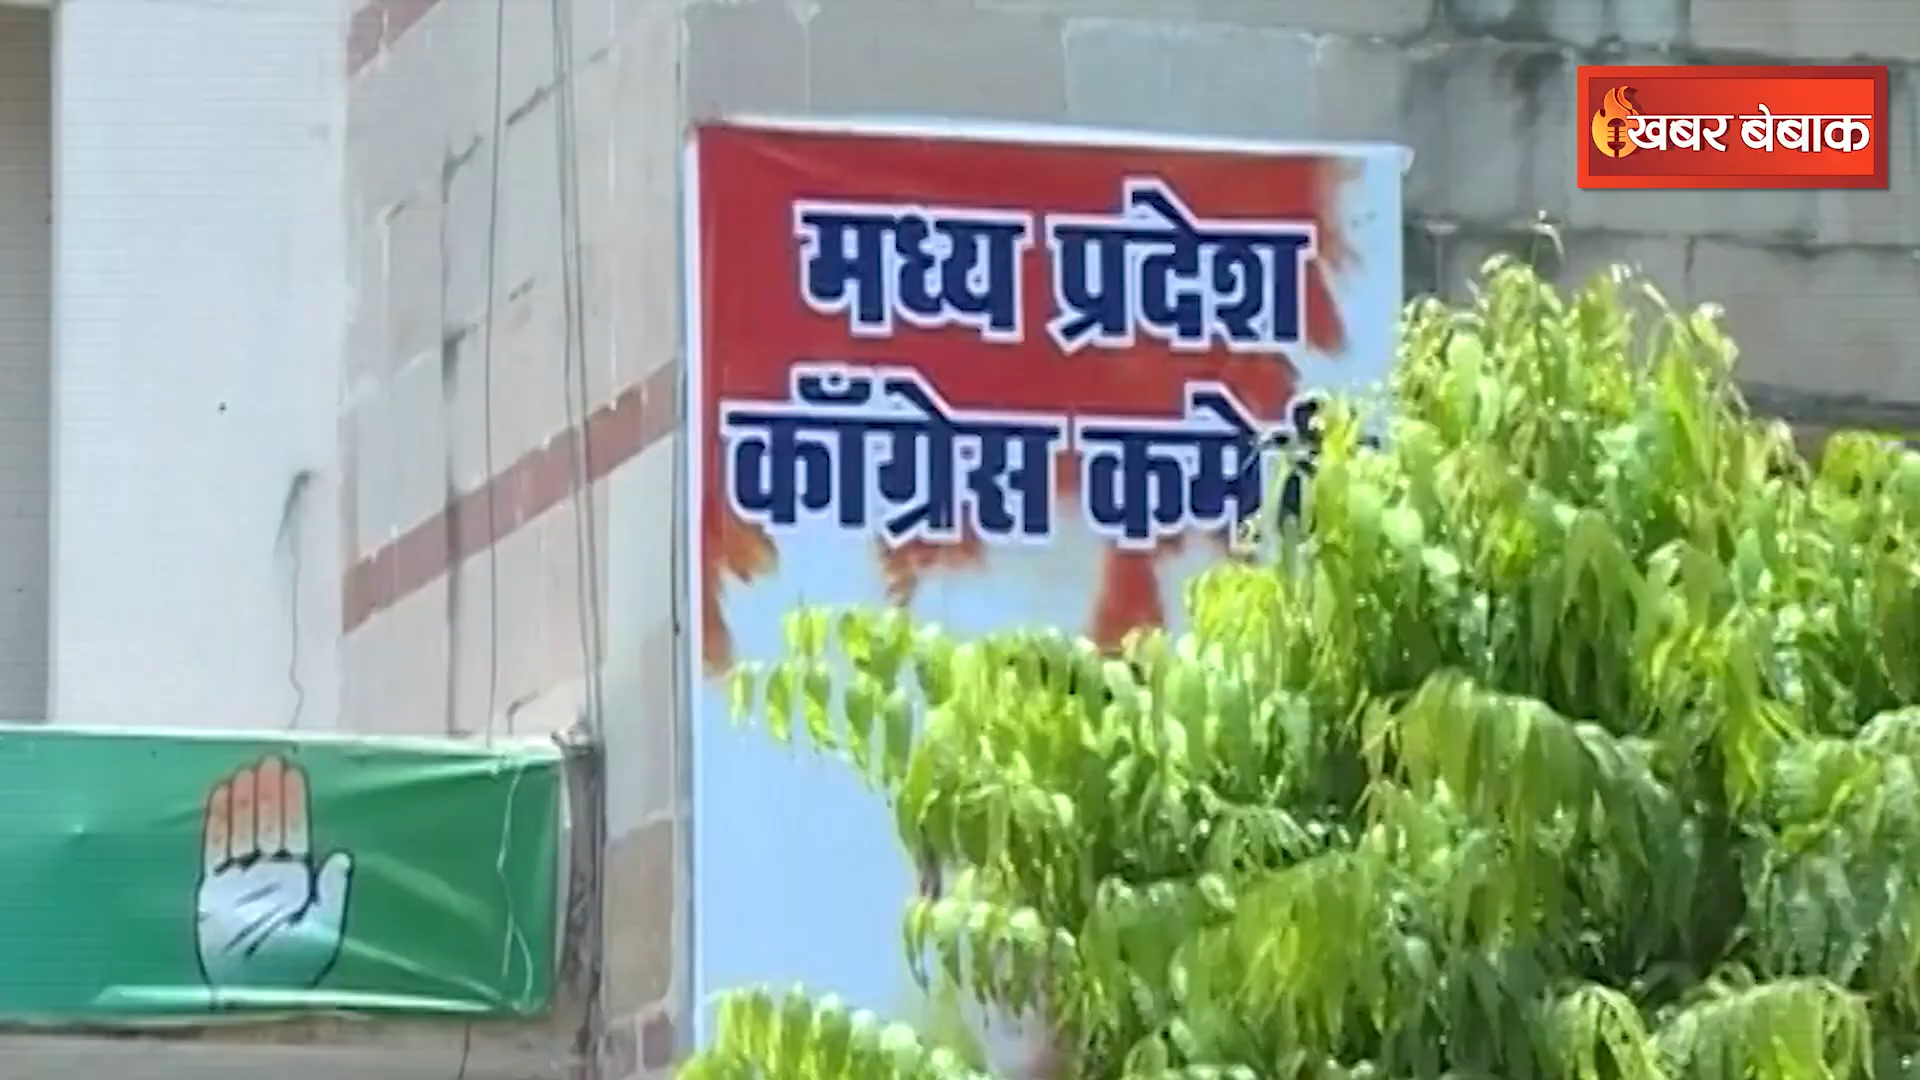 खबर बेबाक
मध्य प्रदेश
काँग्रेस